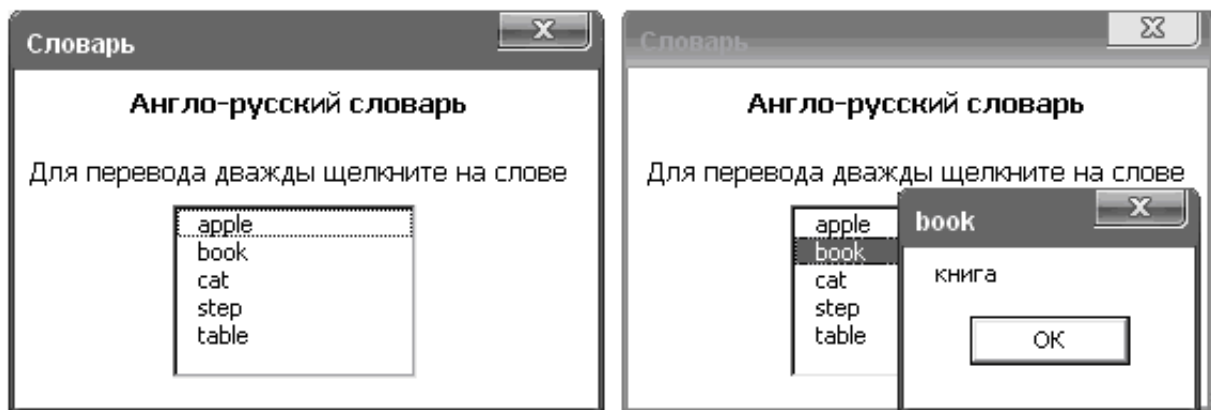 Словарь
Англо-русский словарь
Для перевода дважды щелкните на слове
apple
book
cat
step
table
Словарь
Англо-русский словарь
Для перевода дважды щелкните на слове
apple
book
cat
step
table
book
книга
OK